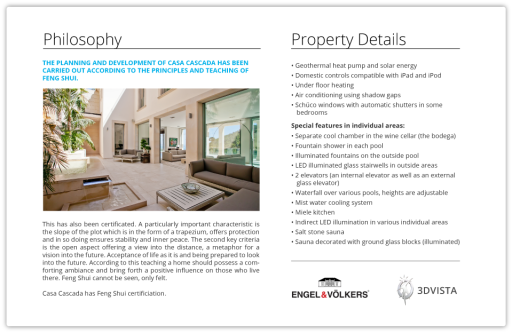 Philosophy
THE PLANNING AND DEVELOPMENT OF CASA CASCADA HAS BEEN
CARRIED OUT ACCORDING TO THE PRINCIPLES AND TEACHING OF
FENG SHUI.
This has also been certificated. A particularly important characteristic is
the slope of the plot which is in the form of a trapezium, offers protection
and in so doing ensures stability and inner peace. The second key criteria
is the open aspect offering a view into the distance, a metaphor for a
vision into the future. Acceptance of life as it is and being prepared to look
into the future. According to this teaching a home should possess a com-
forting ambiance and bring forth a positive influence on those who live
there. Feng Shui cannot be seen, only felt.
Casa Cascada has Feng Shui certificiation.
Property Details
• Geothermal heat pump and solar energy
• Domestic controls compatible with iPad and iPod
• Under floor heating
• Air conditioning using shadow gaps
• Schüco windows with automatic shutters in some
bedrooms
Special features in individual areas:
• Separate cool chamber in the wine cellar (the bodega)
• Fountain shower in each pool
• Illuminated fountains on the outside pool
• LED illuminated glass stairwells in outside areas
• 2 elevators (an internal elevator as well as an external
glass elevator)
• Waterfall over various pools, heights are adjustable
• Mist water cooling system
• Miele kitchen
• Indirect LED illumination in various individual areas
• Salt stone sauna
• Sauna decorated with ground glass blocks (illuminated)
ENGEL&VÖLKERS
3DVISTA